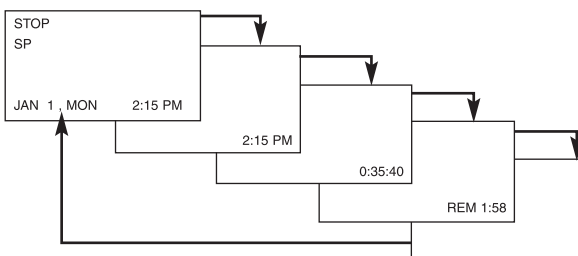 STOP
SP
JAN 1 , MON 2:15 PM
2:15 PM
0:35:40
REM 1:58